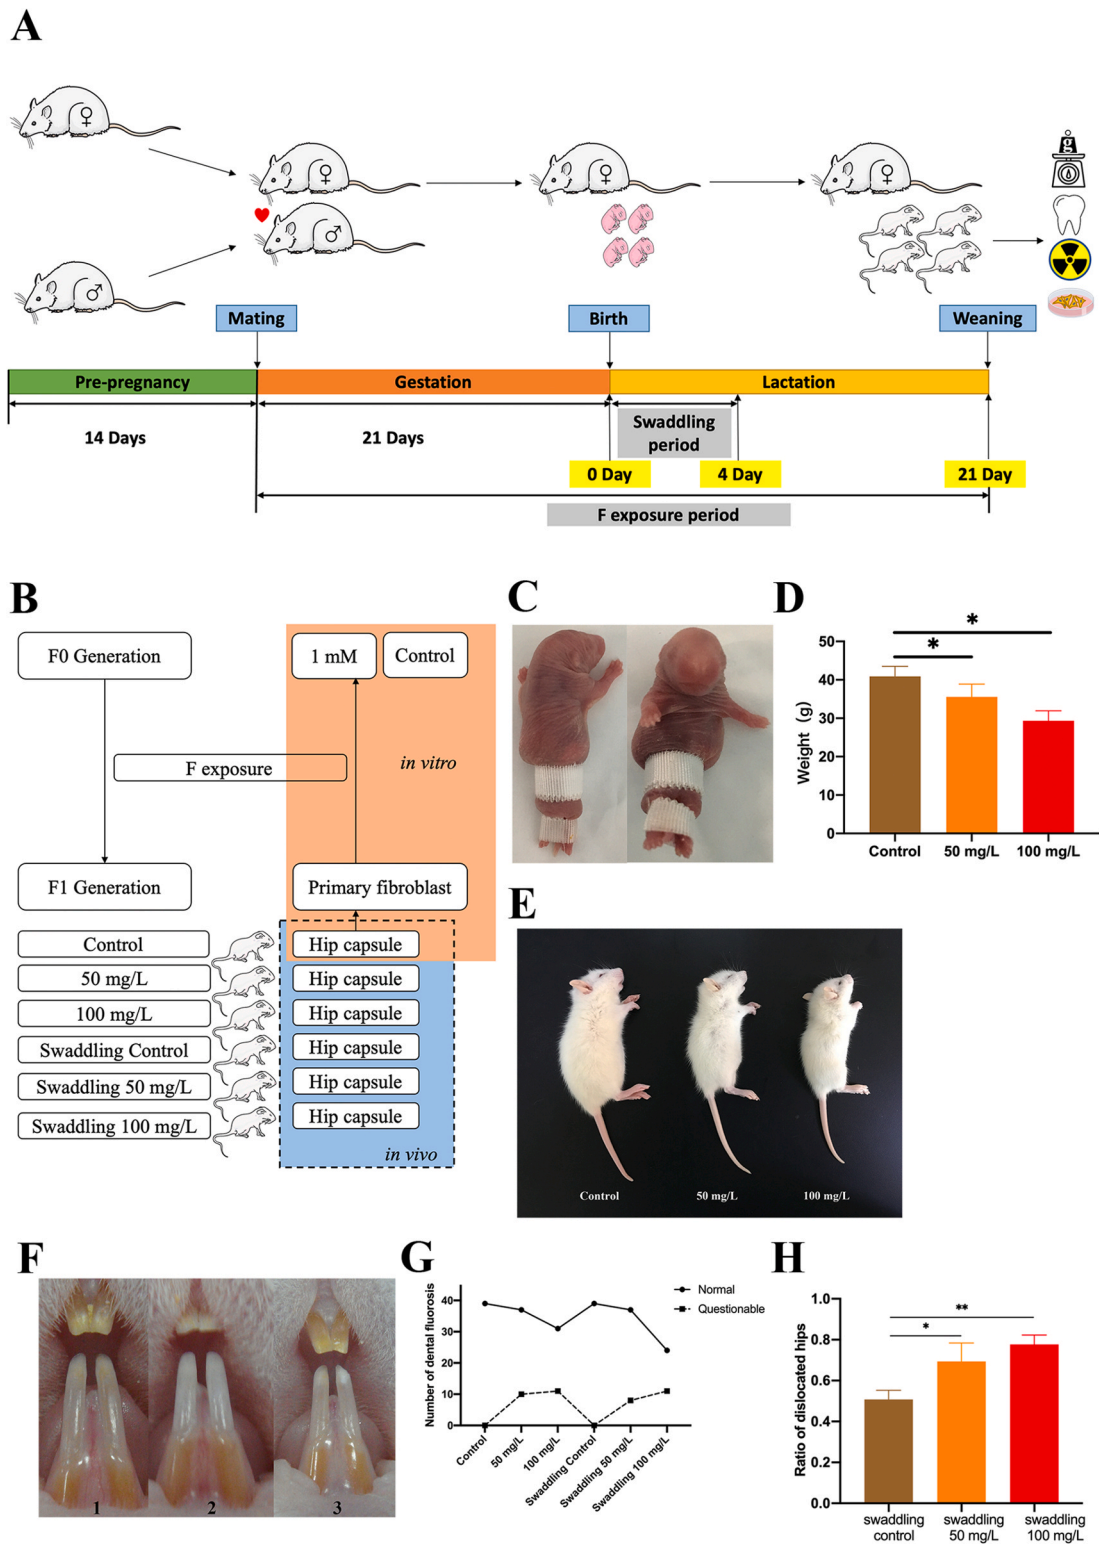 A
g
♀
♀
♀
♀
♂
♂
Mating
Birth
Weaning
Pre-pregnancy
Gestation
Lactation
14 Days
21 Days
Swaddling
period
0 Day
4 Day
21 Day
F exposure period
B
F0 Generation
1 mM
Control
F exposure
in vitro
F1 Generation
Primary fibroblast
Control
Hip capsule
50 mg/L
Hip capsule
100 mg/L
Hip capsule
Swaddling Control
Hip capsule
Swaddling 50 mg/L
Hip capsule
Swaddling 100 mg/L
Hip capsule
in vivo
C
D
*
*
50
40
30
20
10
0
Weight (g)
Control
50 mg/L
100 mg/L
E
Control
50 mg/L
100 mg/L
F
1
2
3
G
Normal
Questionable
40
30
20
10
0
Number of dental fluorosis
Control
50 mg/L
100 mg/L
Swaddling Control
Swaddling 50 mg/L
Swaddling 100 mg/L
H
**
*
1.0
0.8
0.6
0.4
0.2
0.0
Ratio of dislocated hips
swaddling
control
swaddling
50 mg/L
swaddling
100 mg/L